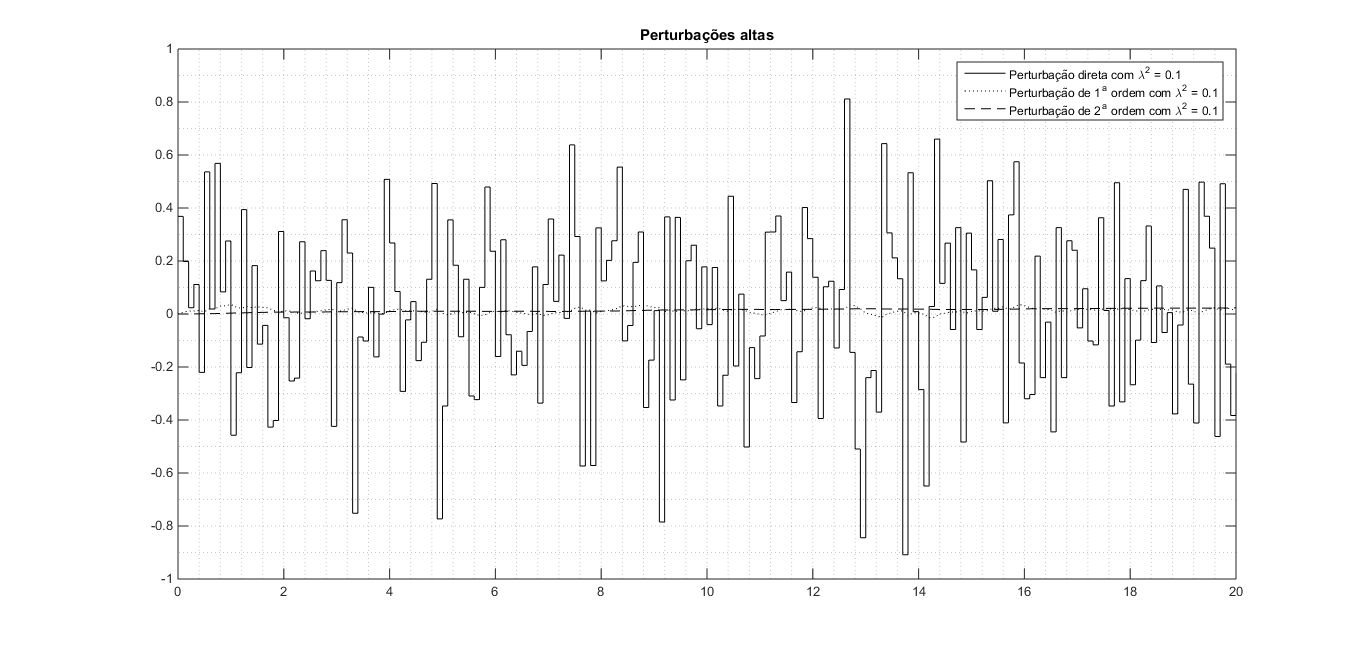 Perturbações altas
Perturbação direta com λ² = 0.1
Perturbação de 1ª ordem com λ² = 0.1
Perturbação de 2ª ordem com λ² = 0.1
1
0.8
0.6
0.4
0.2
0
-0.2
-0.4
-0.6
-0.8
-1
0 2 4 6 8 10 12 14 16 18 20